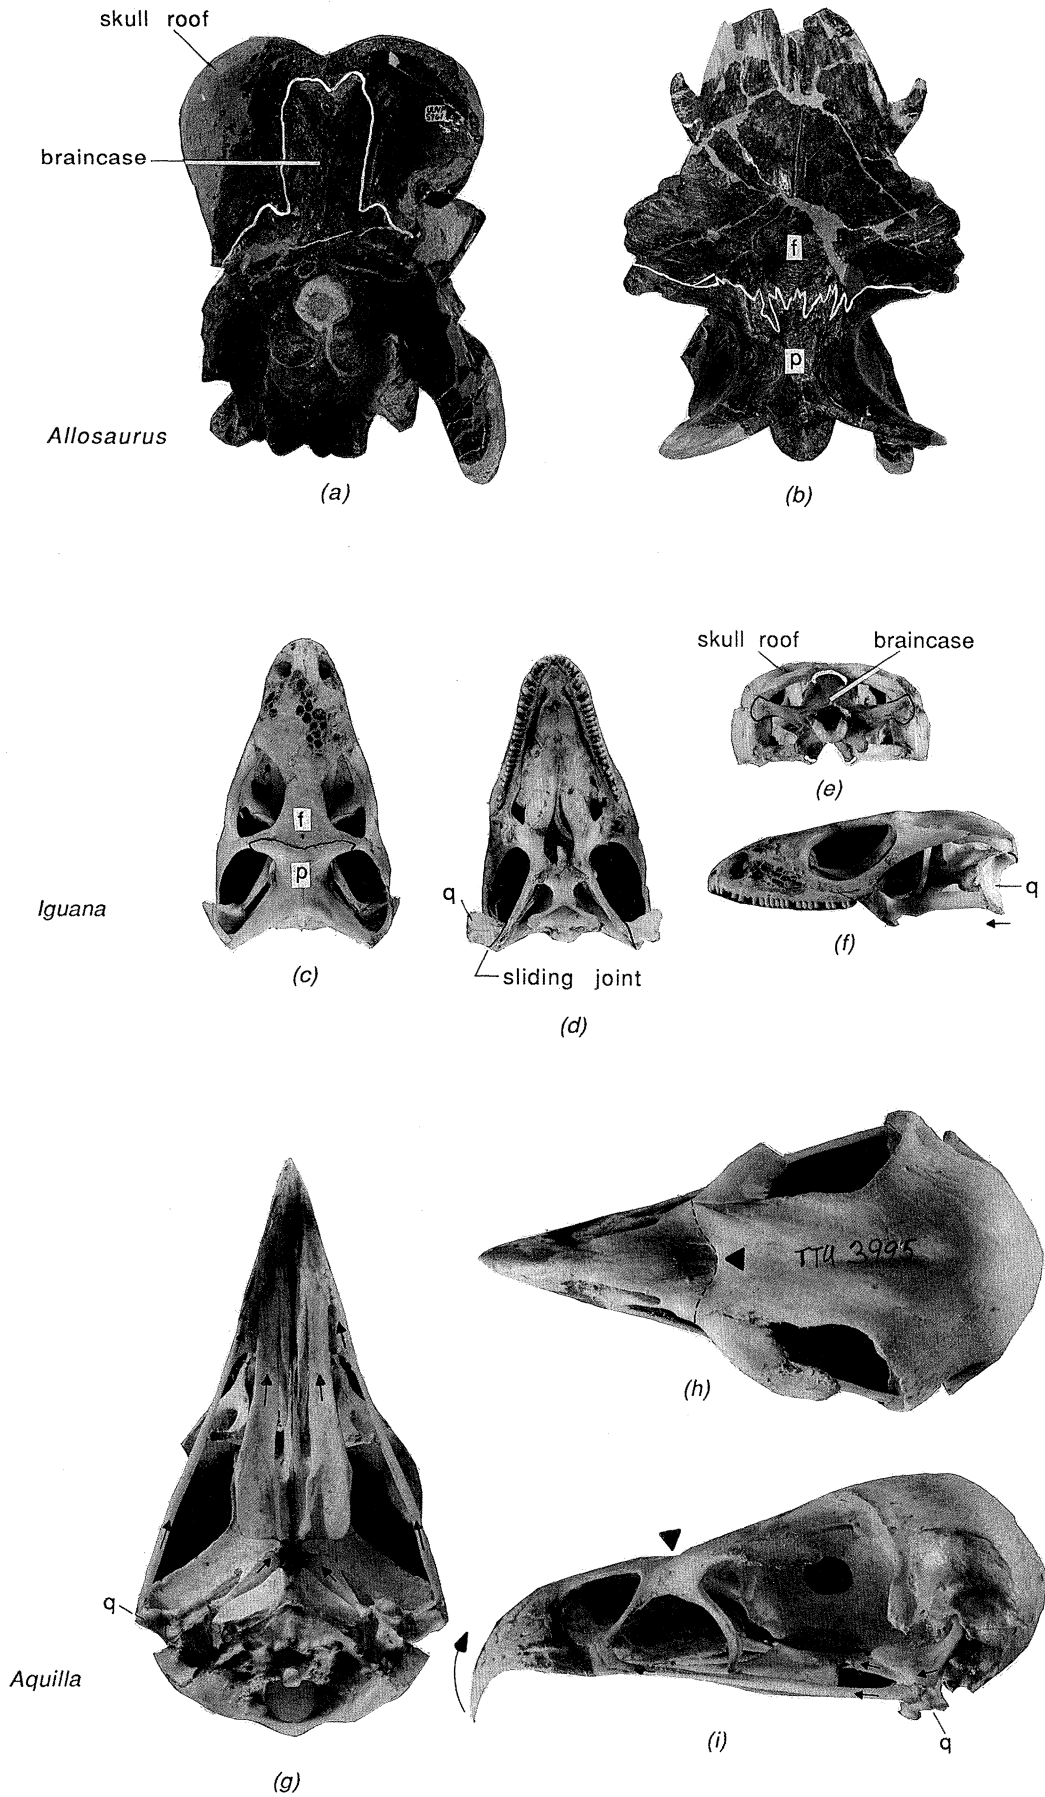 skull roof
braincase
f
p
Allosaurus
(a)
(b)
skull roof
braincase
(e)
f
p
q
q
Iguana
(f)
(c)
sliding joint
(d)
TTU 3995
(h)
q
Aquilla
(i)
q
(g)